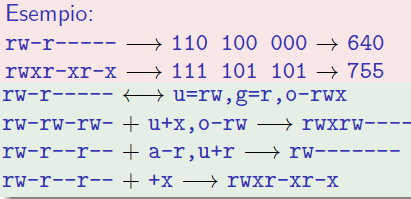 Esempio:
rw-r----- ⟶ 110 100 000 → 640
rwxr-xr-x ⟶ 111 101 101 → 755
rw-r----- ⟷ u=rw,g=r,o-rwx
rw-rw-rw- + u+x,o-rw ⟶ rwxrw----
rw-r--r-- + a-r,u+r ⟶ rw-------
rw-r--r-- + +x ⟶ rwxr-xr-x